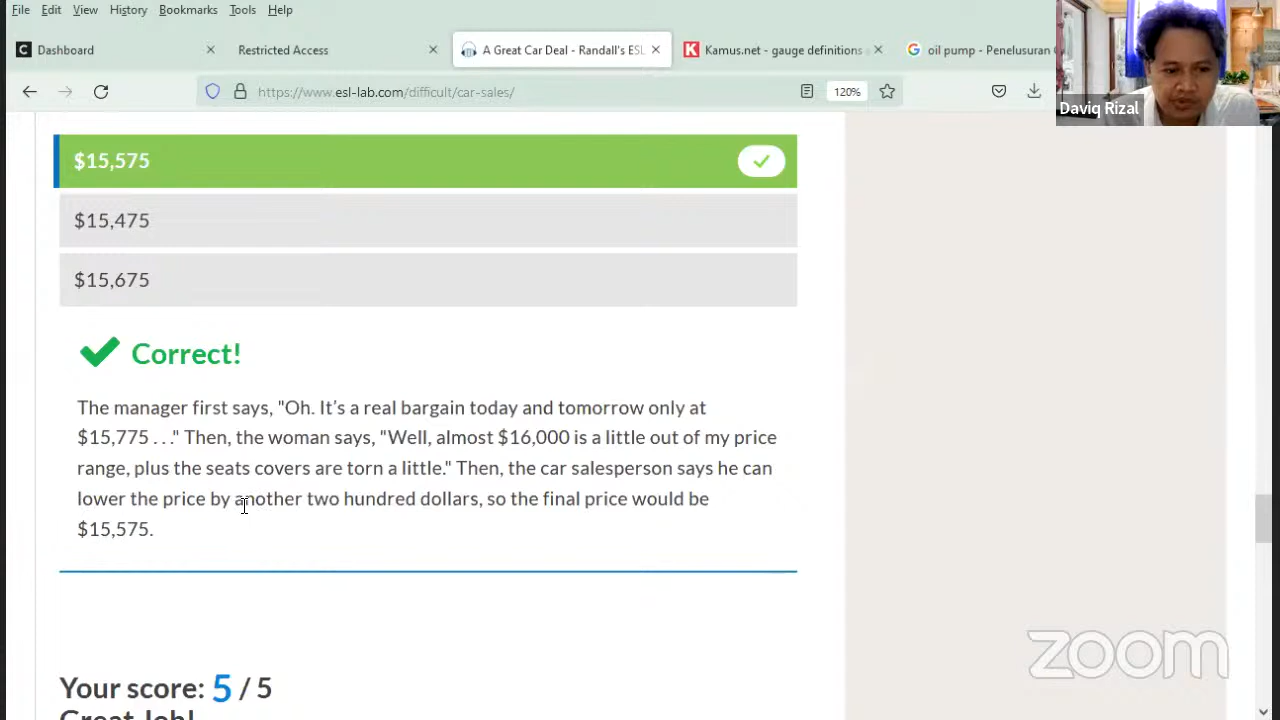 File Edit View History Bookmarks Tools Help
Dashboard
Restricted Access
A Great Car Deal - Randall's ESL
Kamus.net - gauge definitions
oil pump - Penelusuran
https://www.esl-lab.com/difficult/car-sales/
120%
Daviq Rizal
$15,575
$15,475
$15,675
Correct!
The manager first says, "Oh. It's a real bargain today and tomorrow only at
$15,775 . . ." Then, the woman says, "Well, almost $16,000 is a little out of my price
range, plus the seats covers are torn a little." Then, the car salesperson says he can
lower the price by another two hundred dollars, so the final price would be
$15,575.
zoom
Your score: 5 / 5
Great Job!